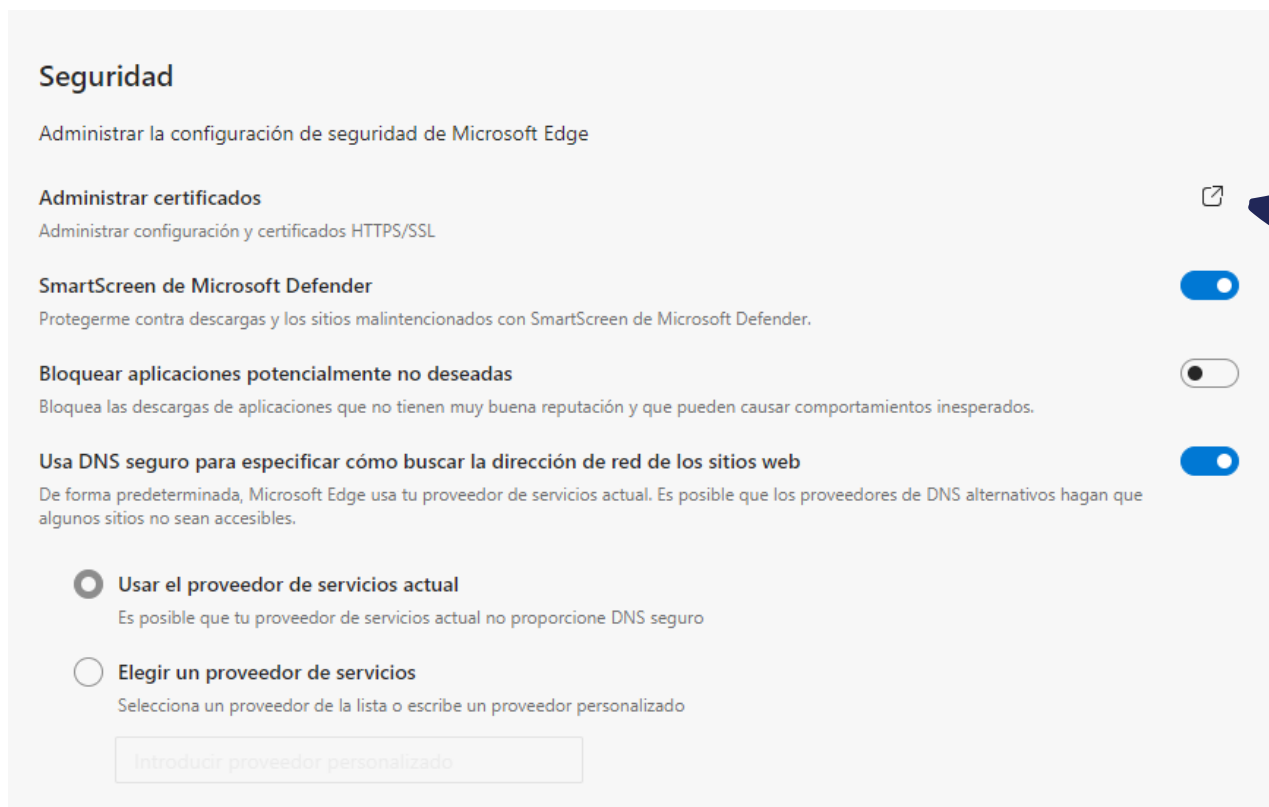 Seguridad
Administrar la configuración de seguridad de Microsoft Edge
Administrar certificados
Administrar configuración y certificados HTTPS/SSL
SmartScreen de Microsoft Defender
Protegerme contra descargas y los sitios malintencionados con SmartScreen de Microsoft Defender.
Bloquear aplicaciones potencialmente no deseadas
Bloquea las descargas de aplicaciones que no tienen muy buena reputación y que pueden causar comportamientos inesperados.
Usa DNS seguro para especificar cómo buscar la dirección de red de los sitios web
De forma predeterminada, Microsoft Edge usa tu proveedor de servicios actual. Es posible que los proveedores de DNS alternativos hagan que
algunos sitios no sean accesibles.
Usar el proveedor de servicios actual
Es posible que tu proveedor de servicios actual no proporcione DNS seguro
Elegir un proveedor de servicios
Selecciona un proveedor de la lista o escribe un proveedor personalizado
Introducir proveedor personalizado